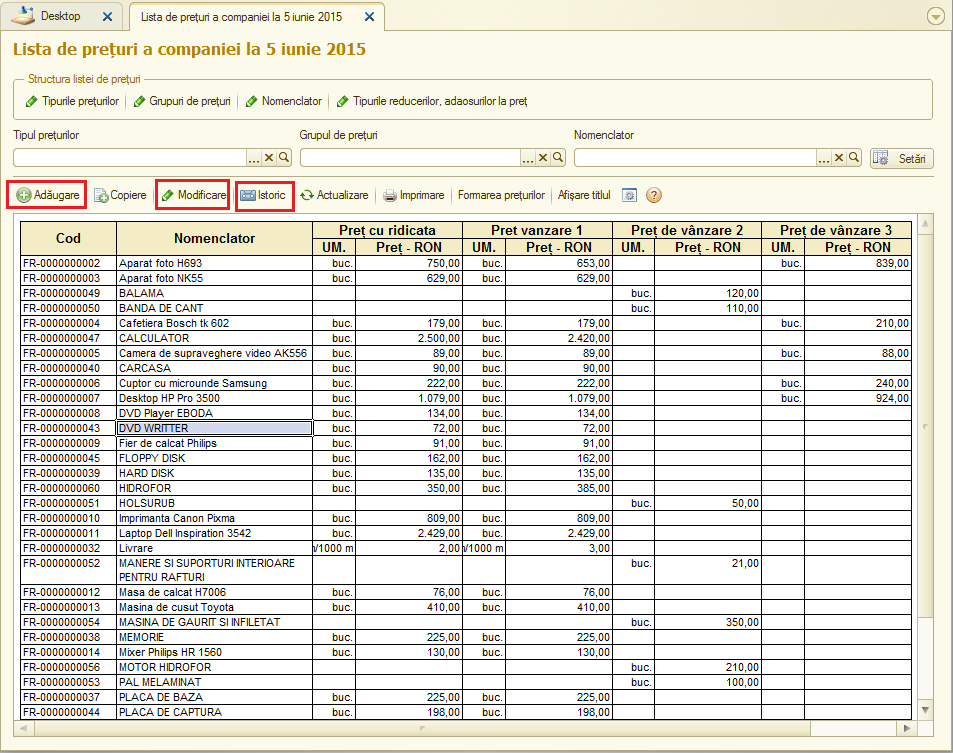 Desktop
Lista de prețuri a companiei la 5 iunie 2015
Lista de prețuri a companiei la 5 iunie 2015
Structura listei de prețuri
Tipurile prețurilor Grupuri de prețuri Nomenclator Tipurile reducerilor, adaosurilor la preț
Tipul prețurilor Grupul de prețuri Nomenclator
... ... ... Setări
Adăugare Copiere Modificare Istoric Actualizare Imprimare Formarea prețurilor Afișare titlul
Cod Nomenclator Preț cu ridicata Pret vanzare 1 Preț de vânzare 2 Preț de vânzare 3
UM. Preț - RON UM. Preț - RON UM. Preț - RON UM. Preț - RON
FR-0000000002 Aparat foto H693 buc. 750,00 buc. 653,00 buc. 839,00
FR-0000000003 Aparat foto NK55 buc. 629,00 buc. 629,00
FR-0000000049 BALAMA buc. 120,00
FR-0000000050 BANDA DE CANT buc. 110,00
FR-0000000004 Cafetiera Bosch tk 602 buc. 179,00 buc. 179,00 buc. 210,00
FR-0000000047 CALCULATOR buc. 2.500,00 buc. 2.420,00
FR-0000000005 Camera de supraveghere video AK556 buc. 89,00 buc. 89,00 buc. 88,00
FR-0000000040 CARCASA buc. 90,00 buc. 90,00
FR-0000000006 Cuptor cu microunde Samsung buc. 222,00 buc. 222,00 buc. 240,00
FR-0000000007 Desktop HP Pro 3500 buc. 1.079,00 buc. 1.079,00 buc. 924,00
FR-0000000008 DVD Player EBODA buc. 134,00 buc. 134,00
FR-0000000043 DVD WRITTER buc. 72,00 buc. 72,00
FR-0000000009 Fier de calcat Philips buc. 91,00 buc. 91,00
FR-0000000045 FLOPPY DISK buc. 162,00 buc. 162,00
FR-0000000039 HARD DISK buc. 135,00 buc. 135,00
FR-0000000060 HIDROFOR buc. 350,00 buc. 385,00
FR-0000000051 HOLSURUB buc. 50,00
FR-0000000010 Imprimanta Canon Pixma buc. 809,00 buc. 809,00
FR-0000000011 Laptop Dell Inspiration 3542 buc. 2.429,00 buc. 2.429,00
FR-0000000032 Livrare /1000 m 2,00 /1000 m 3,00
FR-0000000052 MANERE SI SUPORTURI INTERIOARE buc. 21,00
PENTRU RAFTURI
FR-0000000012 Masa de calcat H7006 buc. 76,00 buc. 76,00
FR-0000000013 Masina de cusut Toyota buc. 410,00 buc. 410,00
FR-0000000054 MASINA DE GAURIT SI INFILETAT buc. 350,00
FR-0000000038 MEMORIE buc. 225,00 buc. 225,00
FR-0000000014 Mixer Philips HR 1560 buc. 130,00 buc. 130,00
FR-0000000056 MOTOR HIDROFOR buc. 210,00
FR-0000000053 PAL MELAMINAT buc. 100,00
FR-0000000037 PLACA DE BAZA buc. 225,00 buc. 225,00
FR-0000000044 PLACA DE CAPTURA buc. 198,00 buc. 198,00